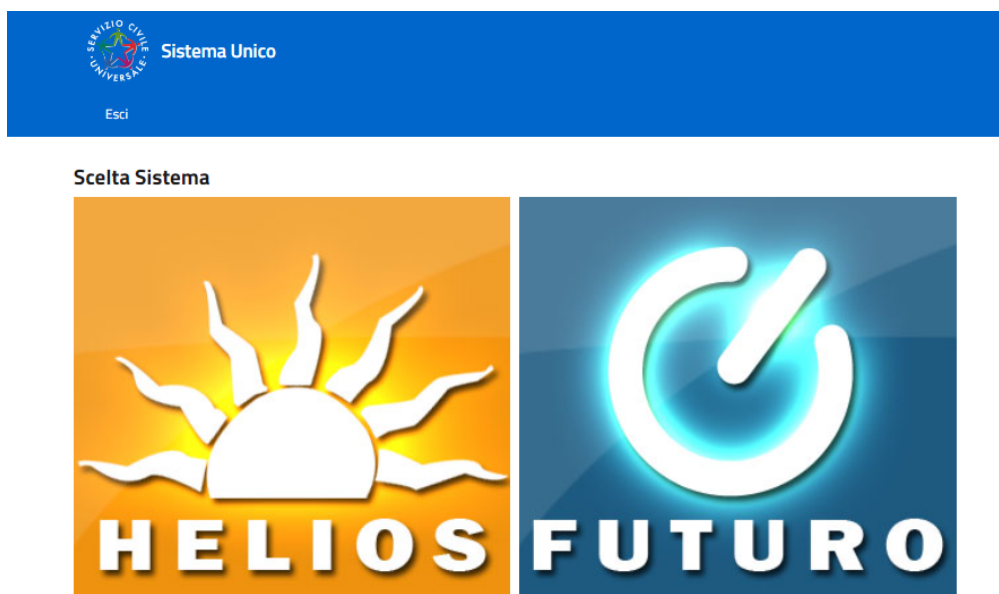 SERVIZIO CIVILE
UNIVERSALE
Sistema Unico
Esci
Scelta Sistema
HELIOS
FUTURO